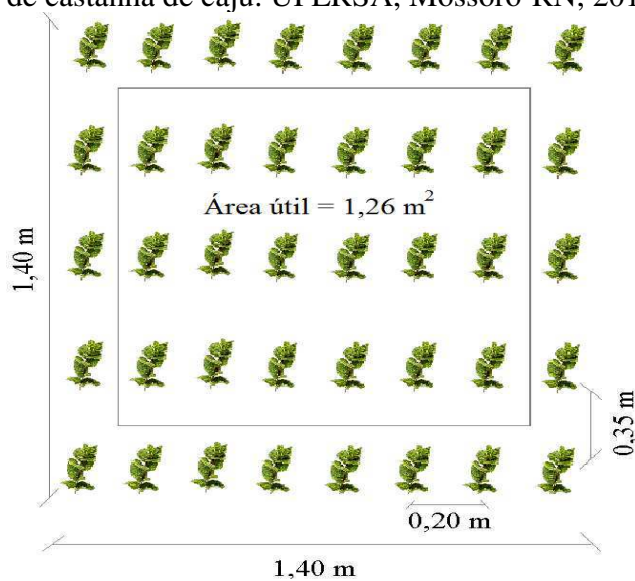 de castanha de caju. UFERSA, Mossoró-RN, 201
Área útil = 1,26 m²
1,40 m
0,35 m
0,20 m
1,40 m